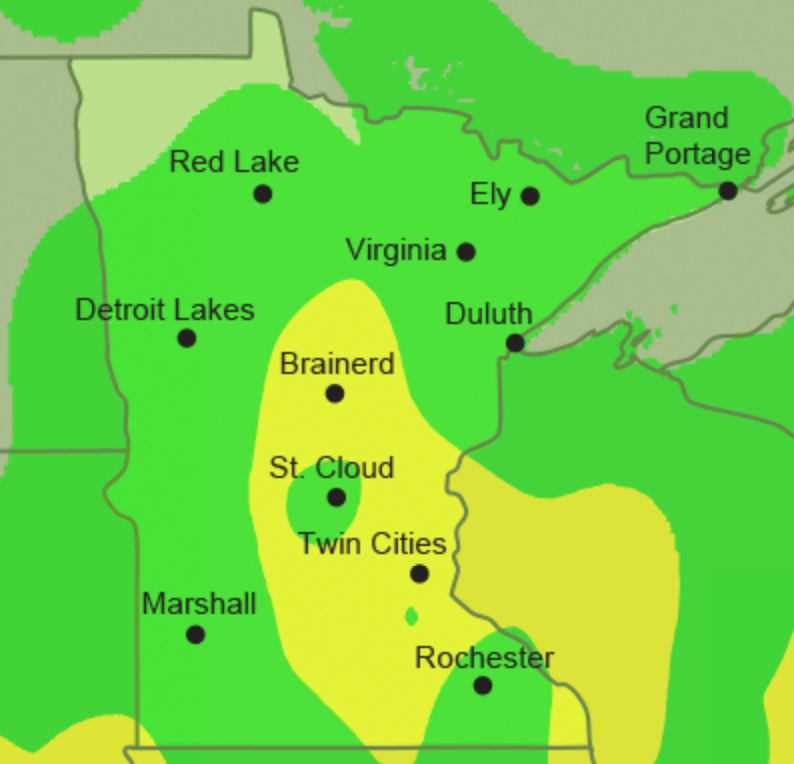 Grand
Portage
Red Lake
Ely
Virginia
Detroit Lakes
Duluth
Brainerd
St. Cloud
Twin Cities
Marshall
Rochester